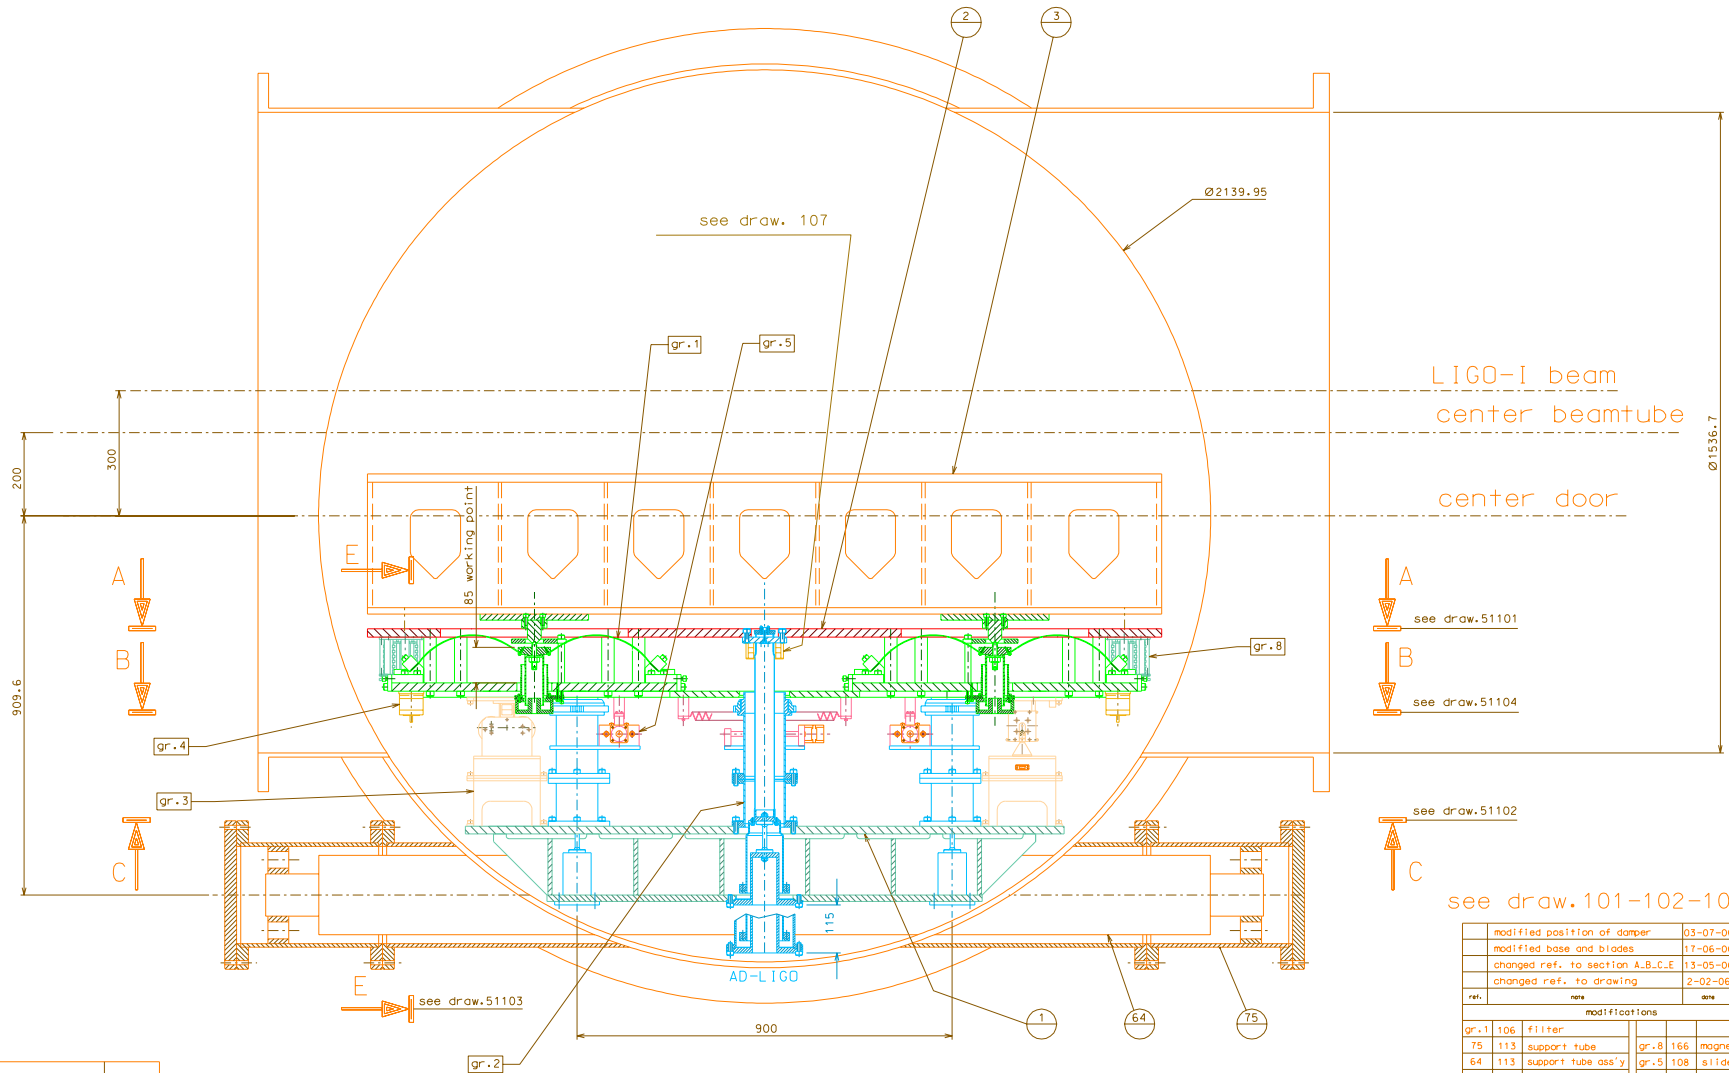 2
3
Ø2139.95
see draw. 107
gr.1
gr.5
LIGO-I beam
center beamtube
Ø1536.7
300
200
center door
85 working point
E
A
A
see draw.51101
B
B
gr.8
see draw.51104
909.6
gr.4
gr.3
see draw.51102
C
C
115
see draw.101-102-10
AD-LIGO
E
see draw.51103
900
1
64
75
gr.2
modified position of damper 03-07-0
modified base and blades 17-06-0
changed ref. to section A_B_C_E 13-05-0
changed ref. to drawing 2-02-06
ref. note date
modifications
gr.1 106 filter
75 113 support tube gr.8 166 magne
64 113 support tube ass'y gr.5 108 slide